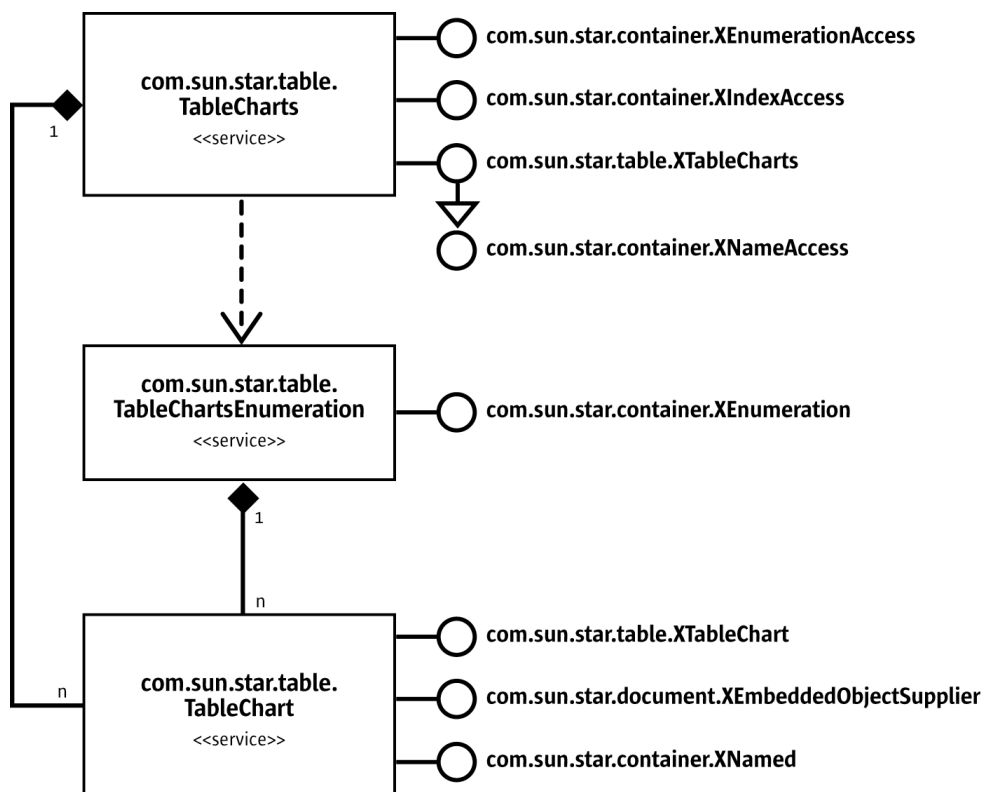 com.sun.star.table.
TableCharts
<<service>>
com.sun.star.container.XEnumerationAccess
com.sun.star.container.XIndexAccess
com.sun.star.table.XTableCharts
com.sun.star.container.XNameAccess
1
com.sun.star.table.
TableChartsEnumeration
<<service>>
com.sun.star.container.XEnumeration
1
n
n
com.sun.star.table.
TableChart
<<service>>
com.sun.star.table.XTableChart
com.sun.star.document.XEmbeddedObjectSupplier
com.sun.star.container.XNamed